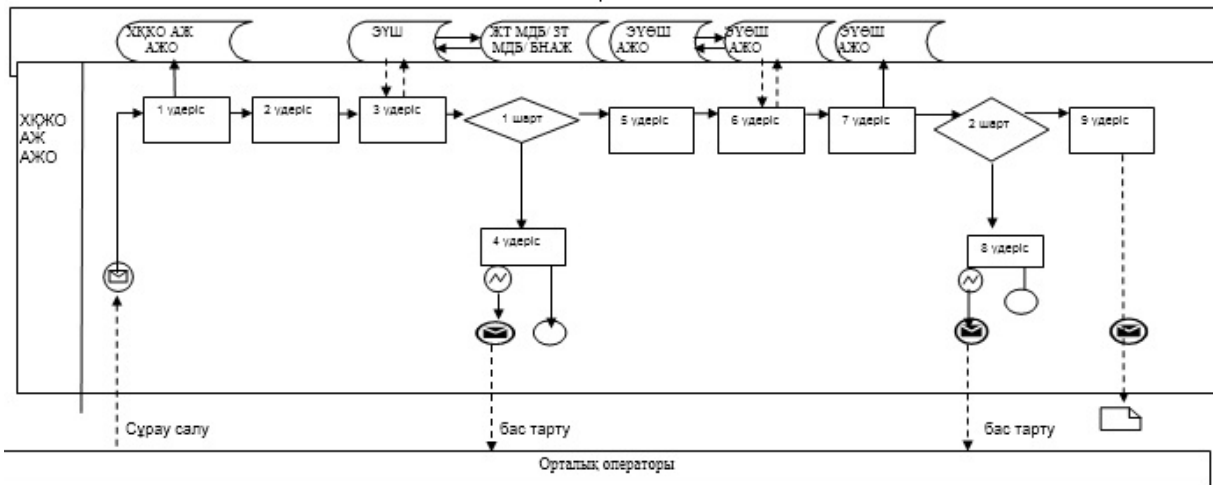 ХҚКО АЖ
АЖО
ЭҮШ
ЖТ МДБ/ ЗТ
МДБ/ БНАЖ
ЭҮӨШ
АЖО
ЭҮӨШ
АЖО
ЭҮӨШ
АЖО
ХҚЖО
АЖ
АЖО
1 үдеріс
2 үдеріс
3 үдеріс
1 шарт
5 үдеріс
6 үдеріс
7 үдеріс
2 шарт
9 үдеріс
4 үдеріс
8 үдеріс
Сұрау салу
бас тарту
бас тарту
Орталық операторы